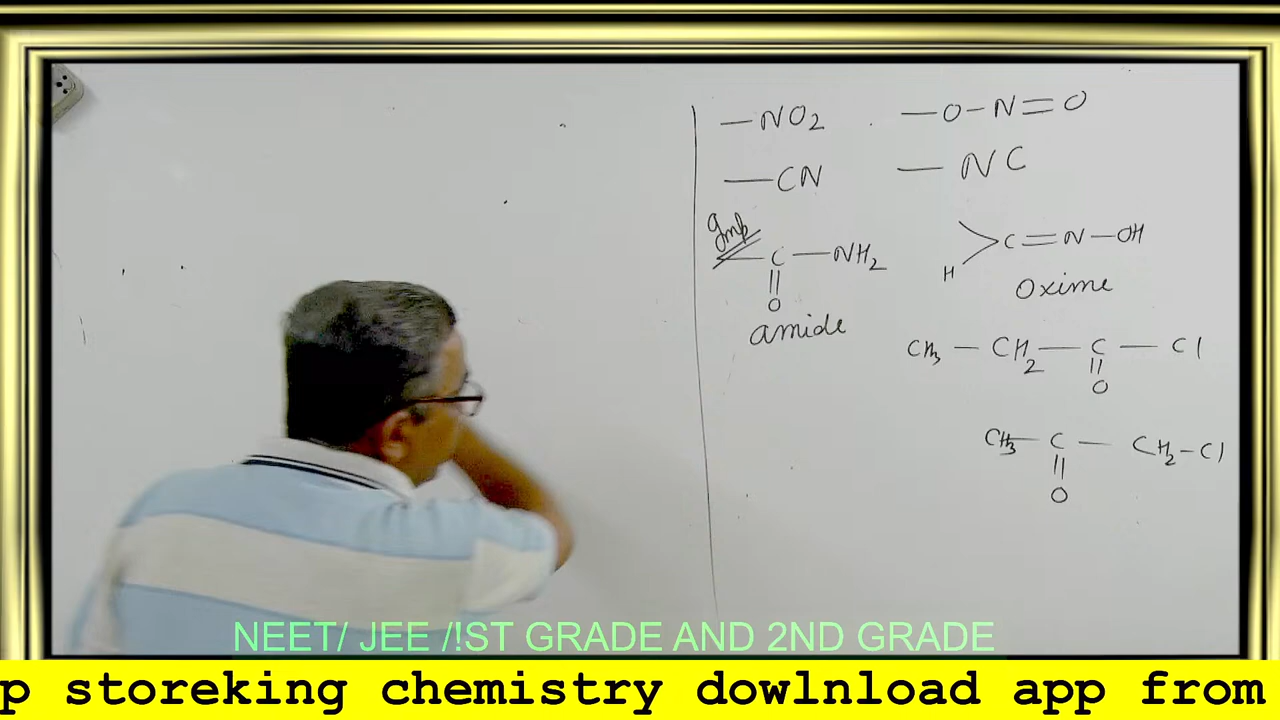 —NO2 —O—N=O
—CN —NC
Imp
—C—NH2 >C=N—OH
|| H
O Oxime
amide
CH3—CH2—C—Cl
||
O
CH3—C—CH2—Cl
||
O
NEET/ JEE /!ST GRADE AND 2ND GRADE
p storeking chemistry dowlnload app from